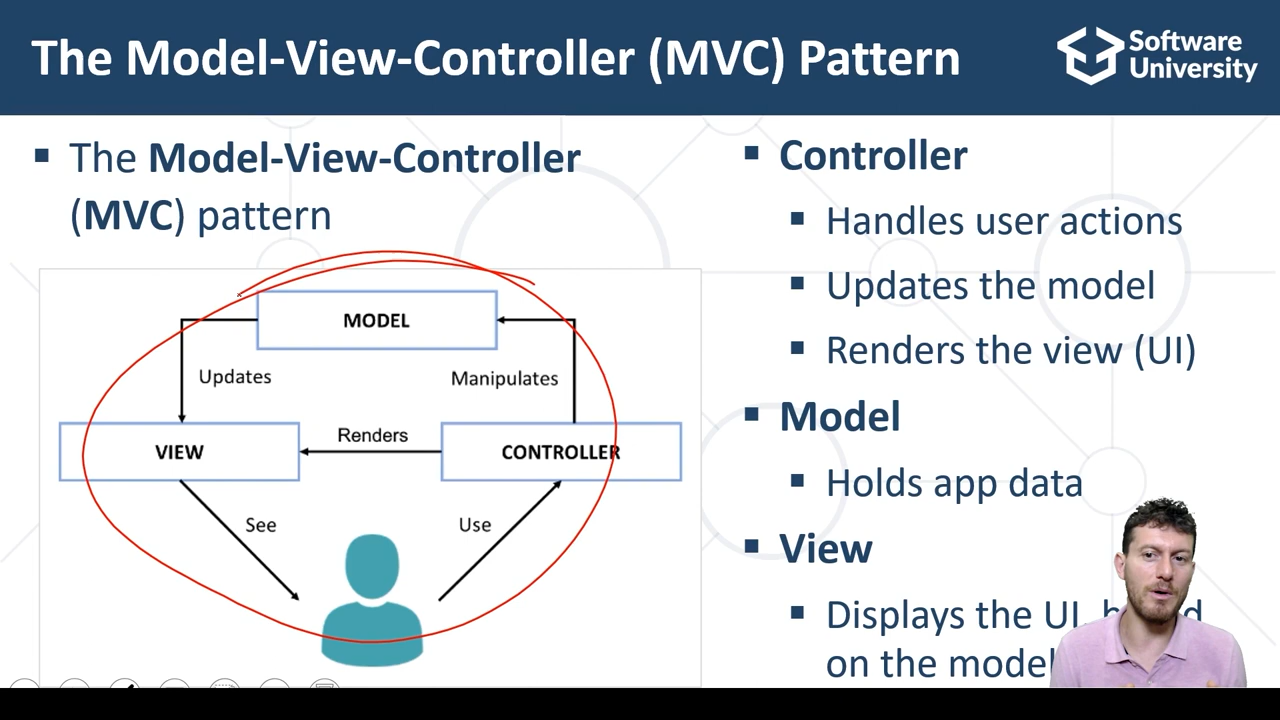 The Model-View-Controller (MVC) Pattern
Software
University
The Model-View-Controller
(MVC) pattern
MODEL
Updates
Manipulates
VIEW
Renders
CONTROLLER
See
Use
Controller
Handles user actions
Updates the model
Renders the view (UI)
Model
Holds app data
View
Displays the UI,
on the model